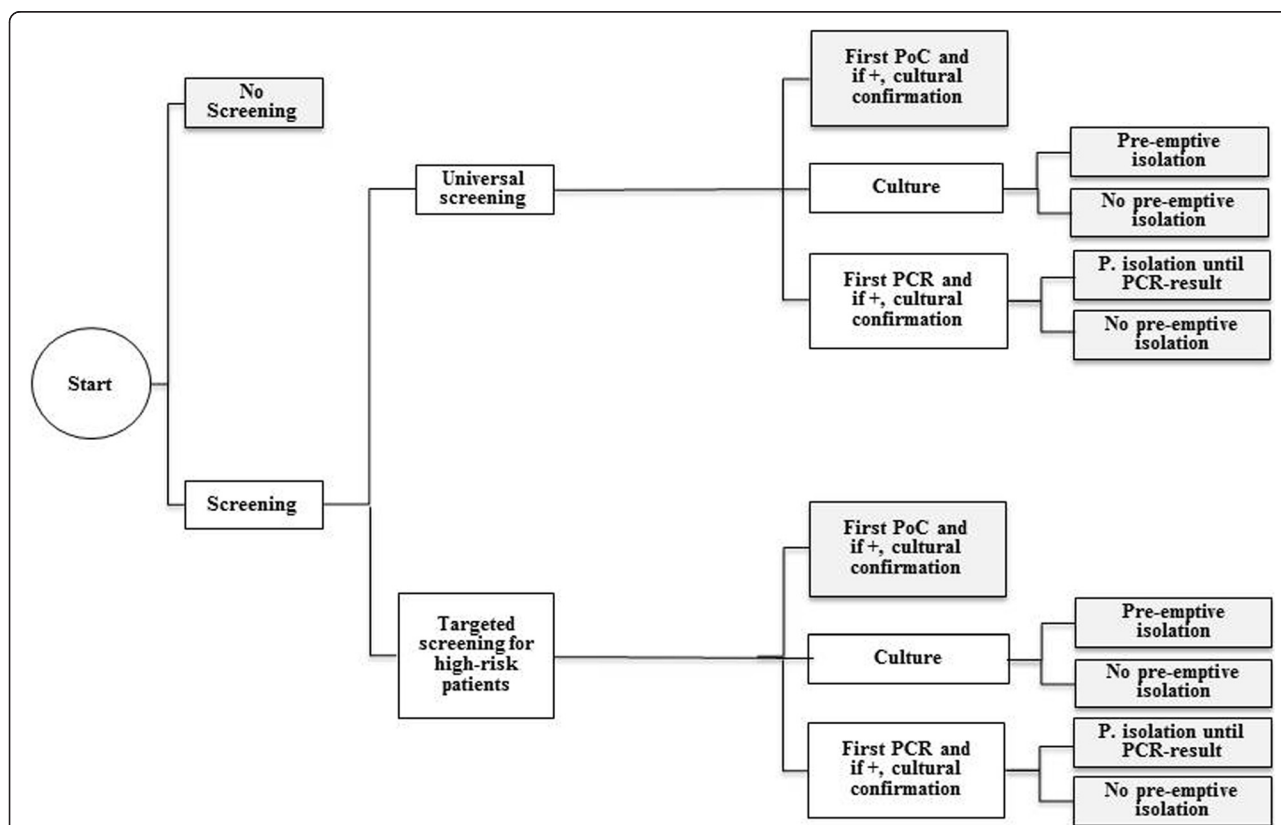 Start
No
Screening
Screening
Universal
screening
First PoC and
if +, cultural
confirmation
Culture
Pre-emptive
isolation
No pre-emptive
isolation
First PCR and
if +, cultural
confirmation
P. isolation until
PCR-result
No pre-emptive
isolation
Targeted
screening for
high-risk
patients
First PoC and
if +, cultural
confirmation
Culture
Pre-emptive
isolation
No pre-emptive
isolation
First PCR and
if +, cultural
confirmation
P. isolation until
PCR-result
No pre-emptive
isolation